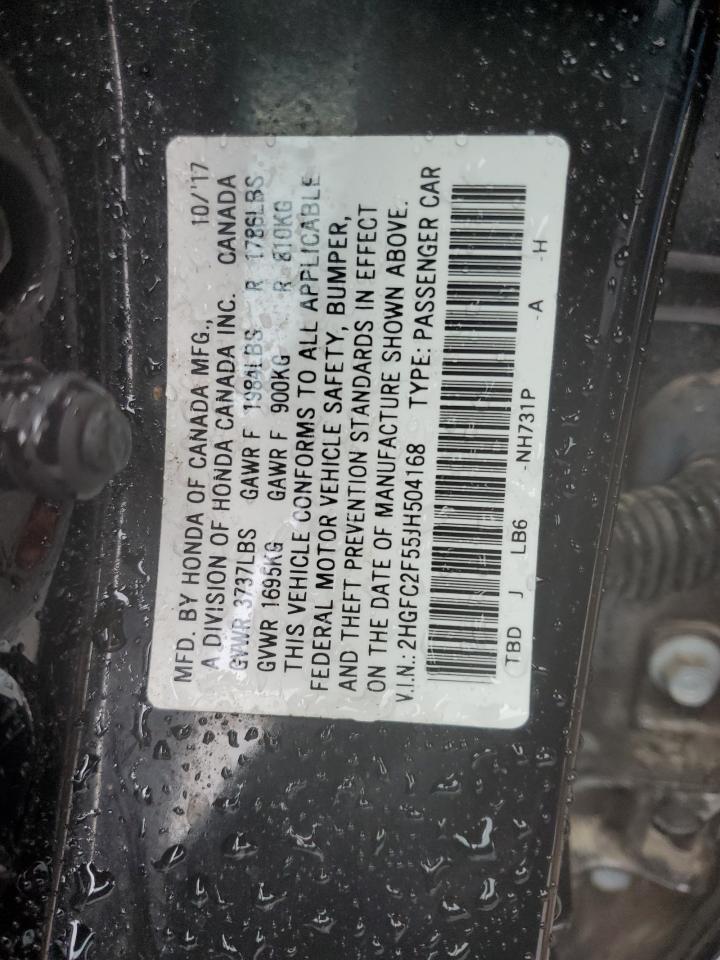 MFD. BY HONDA OF CANADA MFG., 10/'17
A DIVISION OF HONDA CANADA INC. CANADA
GVWR 3737LBS GAWR F 1984LBS R 1786LBS
GVWR 1695KG GAWR F 900KG R 810KG
THIS VEHICLE CONFORMS TO ALL APPLICABLE
FEDERAL MOTOR VEHICLE SAFETY, BUMPER,
AND THEFT PREVENTION STANDARDS IN EFFECT
ON THE DATE OF MANUFACTURE SHOWN ABOVE.
V.I.N.: 2HGFC2F55JH504168 TYPE: PASSENGER CAR
TBD J LB6 -NH731P -A -H